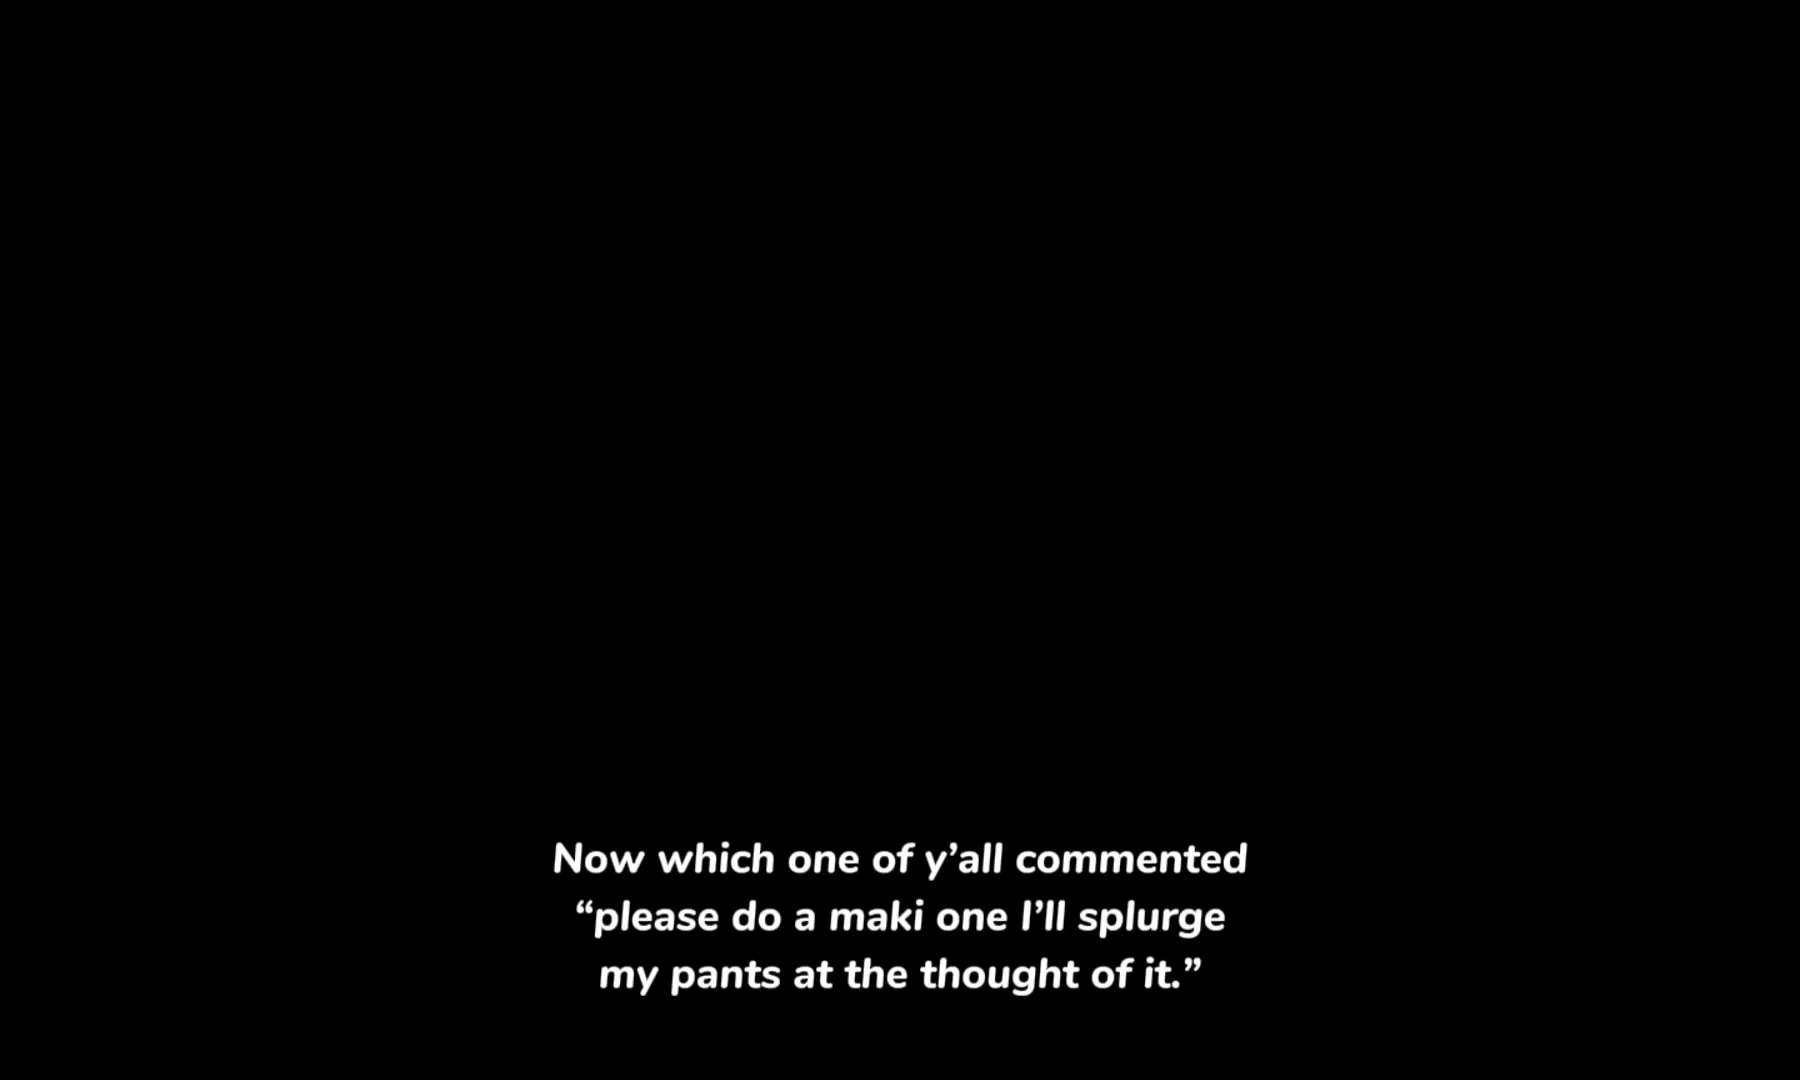 Now which one of y’all commented
“please do a maki one I’ll splurge
my pants at the thought of it.”